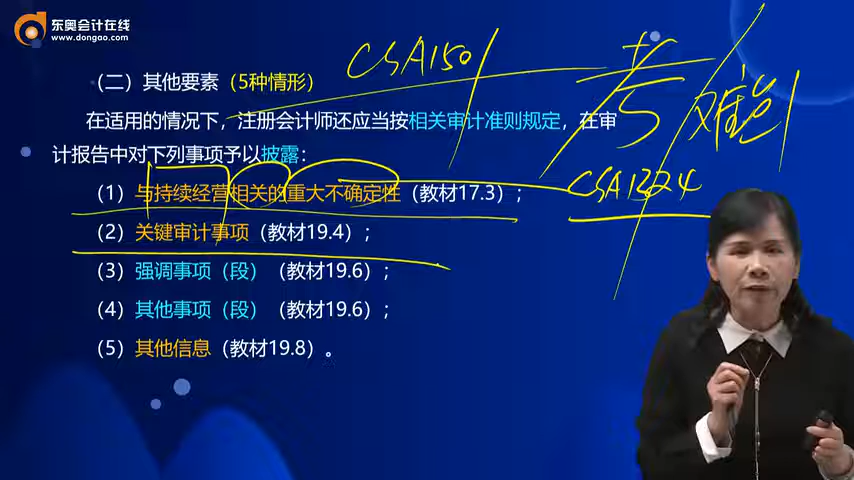 东奥会计在线
www.dongao.com
（二）其他要素（5种情形）
CSA150
考
难
在适用的情况下，注册会计师还应当按相关审计准则规定，在审
计报告中对下列事项予以披露：
（1）与持续经营相关的重大不确定性（教材17.3）；
CSA1324
（2）关键审计事项（教材19.4）；
（3）强调事项（段）（教材19.6）；
（4）其他事项（段）（教材19.6）；
（5）其他信息（教材19.8）。